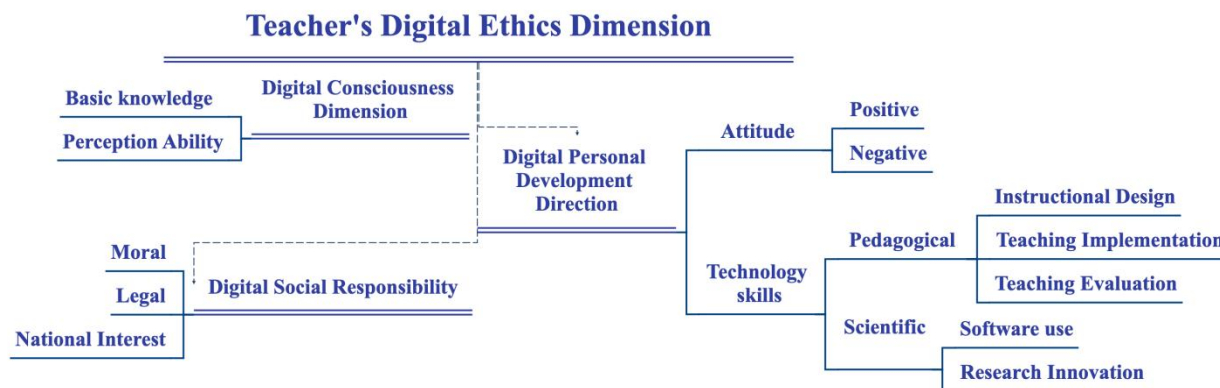 Teacher's Digital Ethics Dimension
Digital Consciousness
Dimension
Basic knowledge
Perception Ability
Digital Personal
Development
Direction
Attitude
Positive
Negative
Technology
skills
Pedagogical
Instructional Design
Teaching Implementation
Teaching Evaluation
Scientific
Software use
Research Innovation
Digital Social Responsibility
Moral
Legal
National Interest